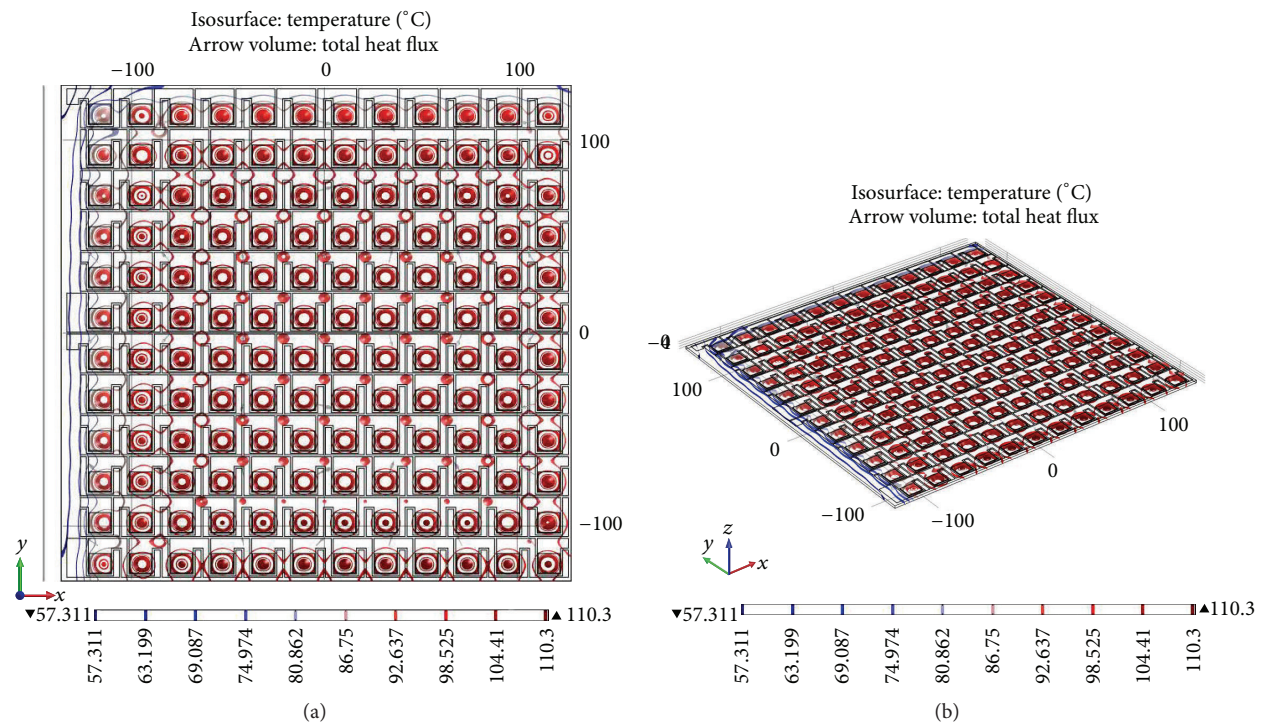 Isosurface: temperature (°C)
Arrow volume: total heat flux
−100 0 100
100
0
−100
y
x
▼57.311 ▲110.3
57.311 63.199 69.087 74.974 80.862 86.75 92.637 98.525 104.41 110.3
(a)
Isosurface: temperature (°C)
Arrow volume: total heat flux
100
0
−100
−100
0
100
z
y
x
▼57.311 ▲110.3
57.311 63.199 69.087 74.974 80.862 86.75 92.637 98.525 104.41 110.3
(b)